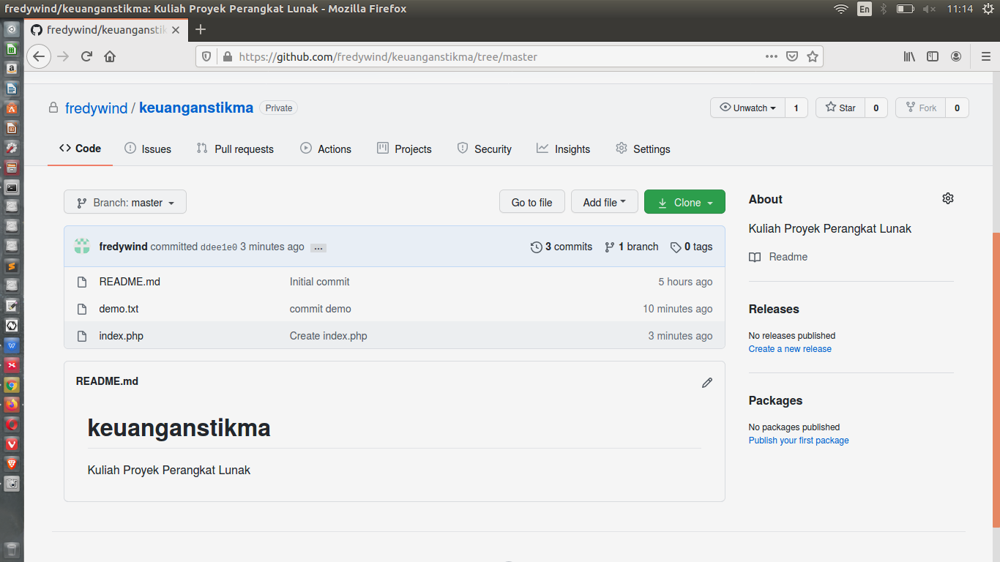 fredywind/keuanganstikma: Kuliah Proyek Perangkat Lunak - Mozilla Firefox
En
11:14
fredywind/keuanganstik
https://github.com/fredywind/keuanganstikma/tree/master
fredywind / keuanganstikma Private
Unwatch 1
Star 0
Fork 0
Code Issues Pull requests Actions Projects Security Insights Settings
Branch: master
Go to file
Add file
Clone
fredywind committed ddee1e0 3 minutes ago ...
3 commits 1 branch 0 tags
README.md Initial commit 5 hours ago
demo.txt commit demo 10 minutes ago
index.php Create index.php 3 minutes ago
README.md
keuanganstikma
Kuliah Proyek Perangkat Lunak
About
Kuliah Proyek Perangkat Lunak
Readme
Releases
No releases published
Create a new release
Packages
No packages published
Publish your first package